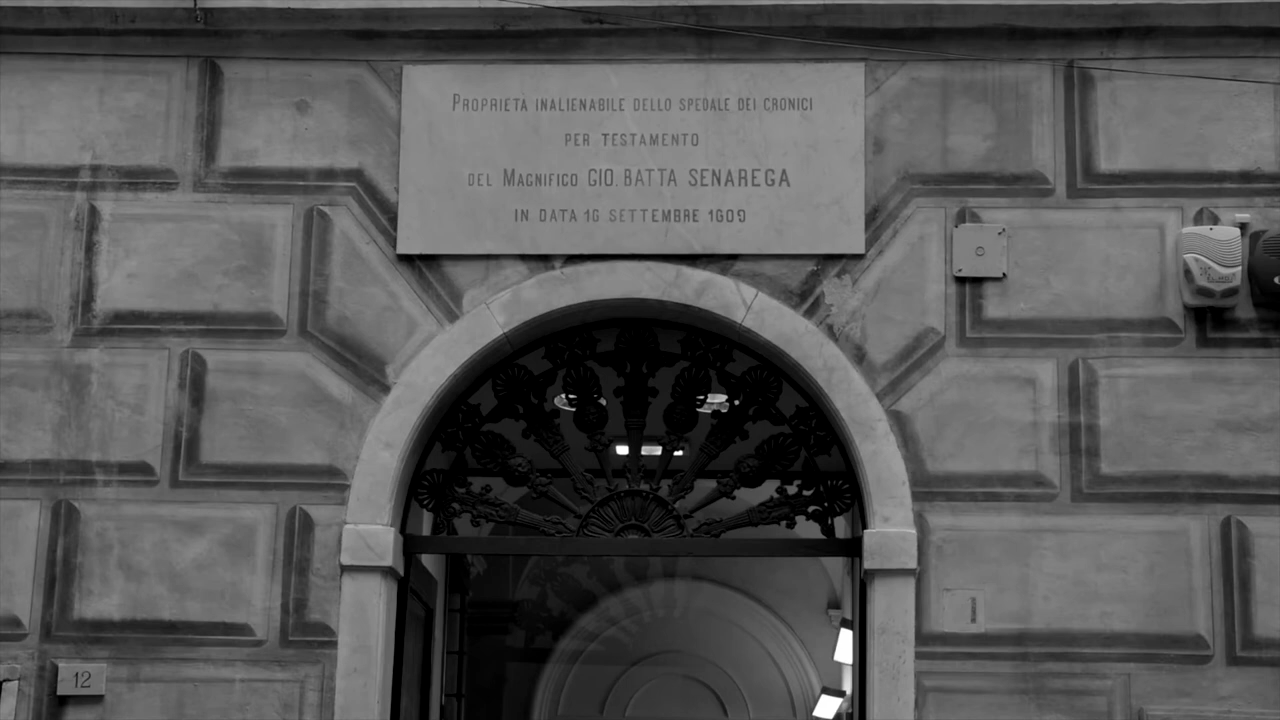 PROPRIETA INALIENABILE DELLO SPEDALE DEI CRONICI
PER TESTAMENTO
DEL MAGNIFICO GIO. BATTA SENAREGA
IN DATA 16 SETTEMBRE 1609
12